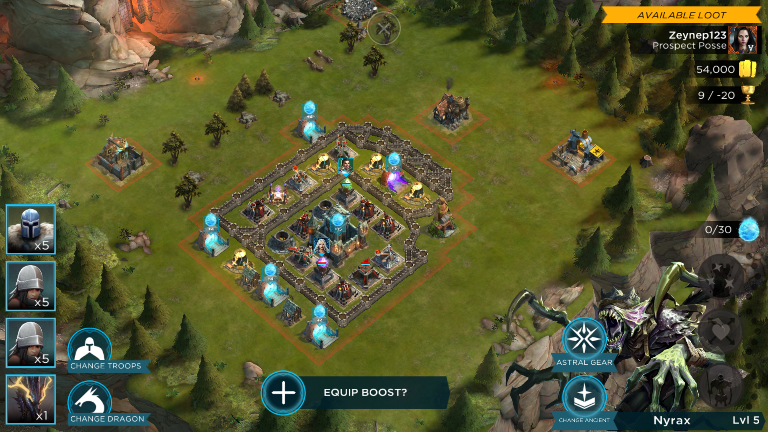 AVAILABLE LOOT
Zeynep123
Prospect Posse
54,000
9 / -20
0/30
x5
x5
x5
x1
CHANGE TROOPS
CHANGE DRAGON
EQUIP BOOST?
ASTRAL GEAR
CHANGE ANCIENT
Nyrax
Lvl 5